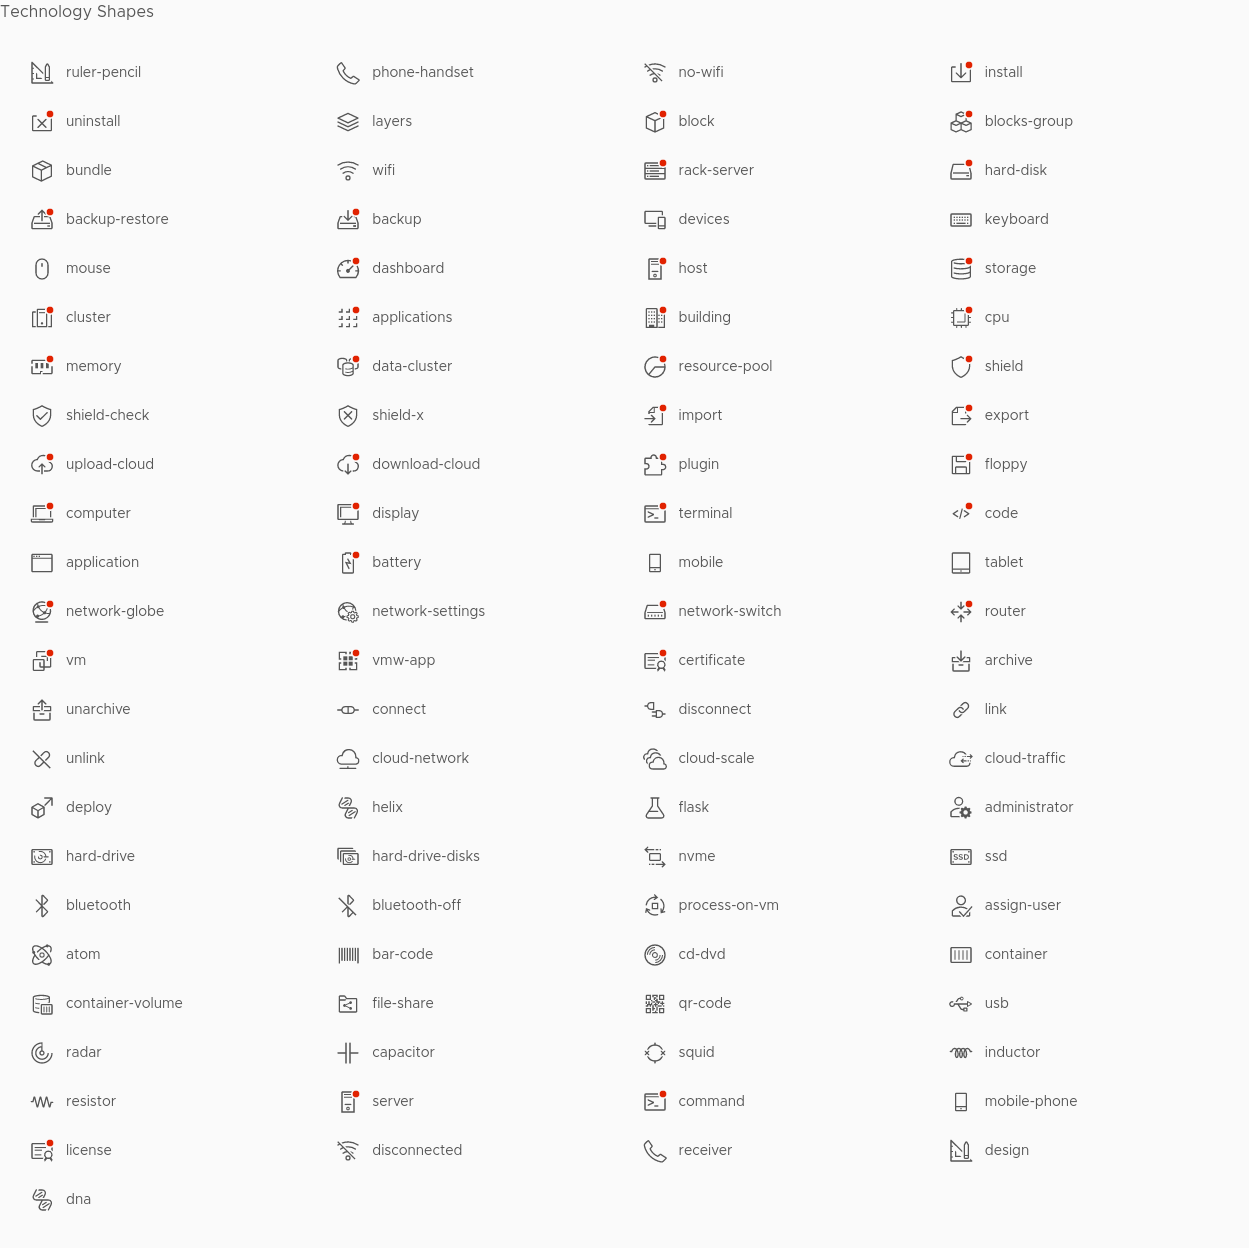 Technology Shapes
ruler-pencil phone-handset no-wifi install
uninstall layers block blocks-group
bundle wifi rack-server hard-disk
backup-restore backup devices keyboard
mouse dashboard host storage
cluster applications building cpu
memory data-cluster resource-pool shield
shield-check shield-x import export
upload-cloud download-cloud plugin floppy
computer display terminal code
application battery mobile tablet
network-globe network-settings network-switch router
vm vmw-app certificate archive
unarchive connect disconnect link
unlink cloud-network cloud-scale cloud-traffic
deploy helix flask administrator
hard-drive hard-drive-disks nvme SSD ssd
bluetooth bluetooth-off process-on-vm assign-user
atom bar-code cd-dvd container
container-volume file-share qr-code usb
radar capacitor squid inductor
resistor server command mobile-phone
license disconnected receiver design
dna